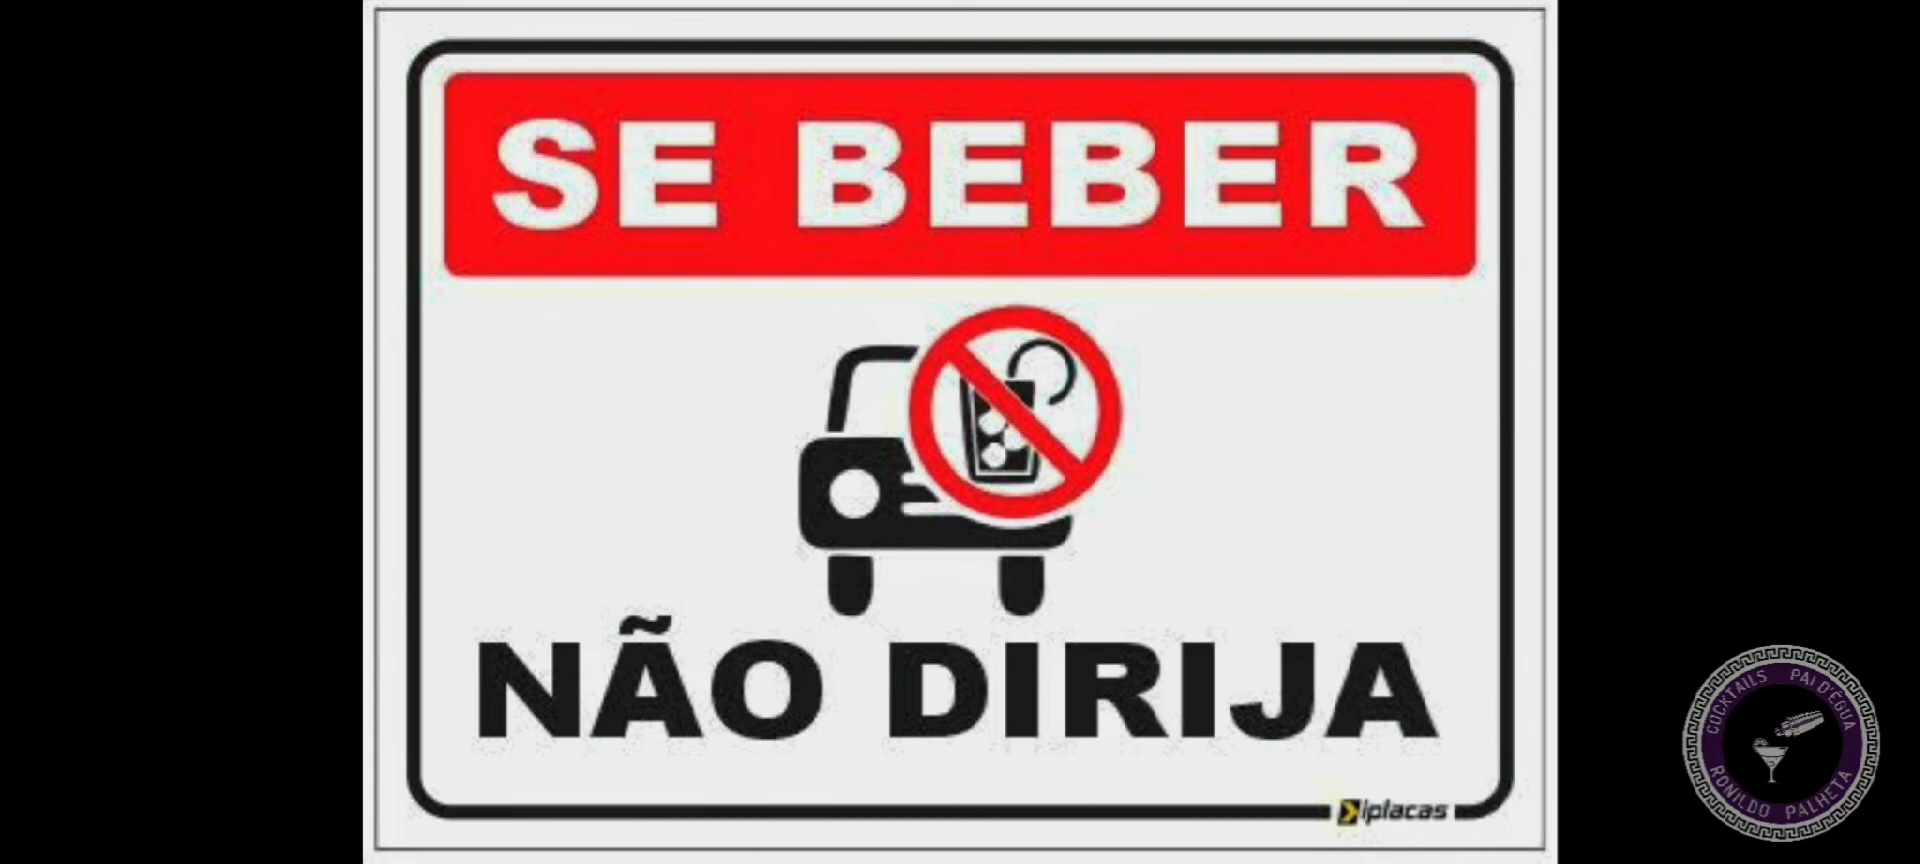 SE BEBER
NÃO DIRIJA
iplacas
COCKTAILS PAI D'ÉGUA
RONILDO PALHETA